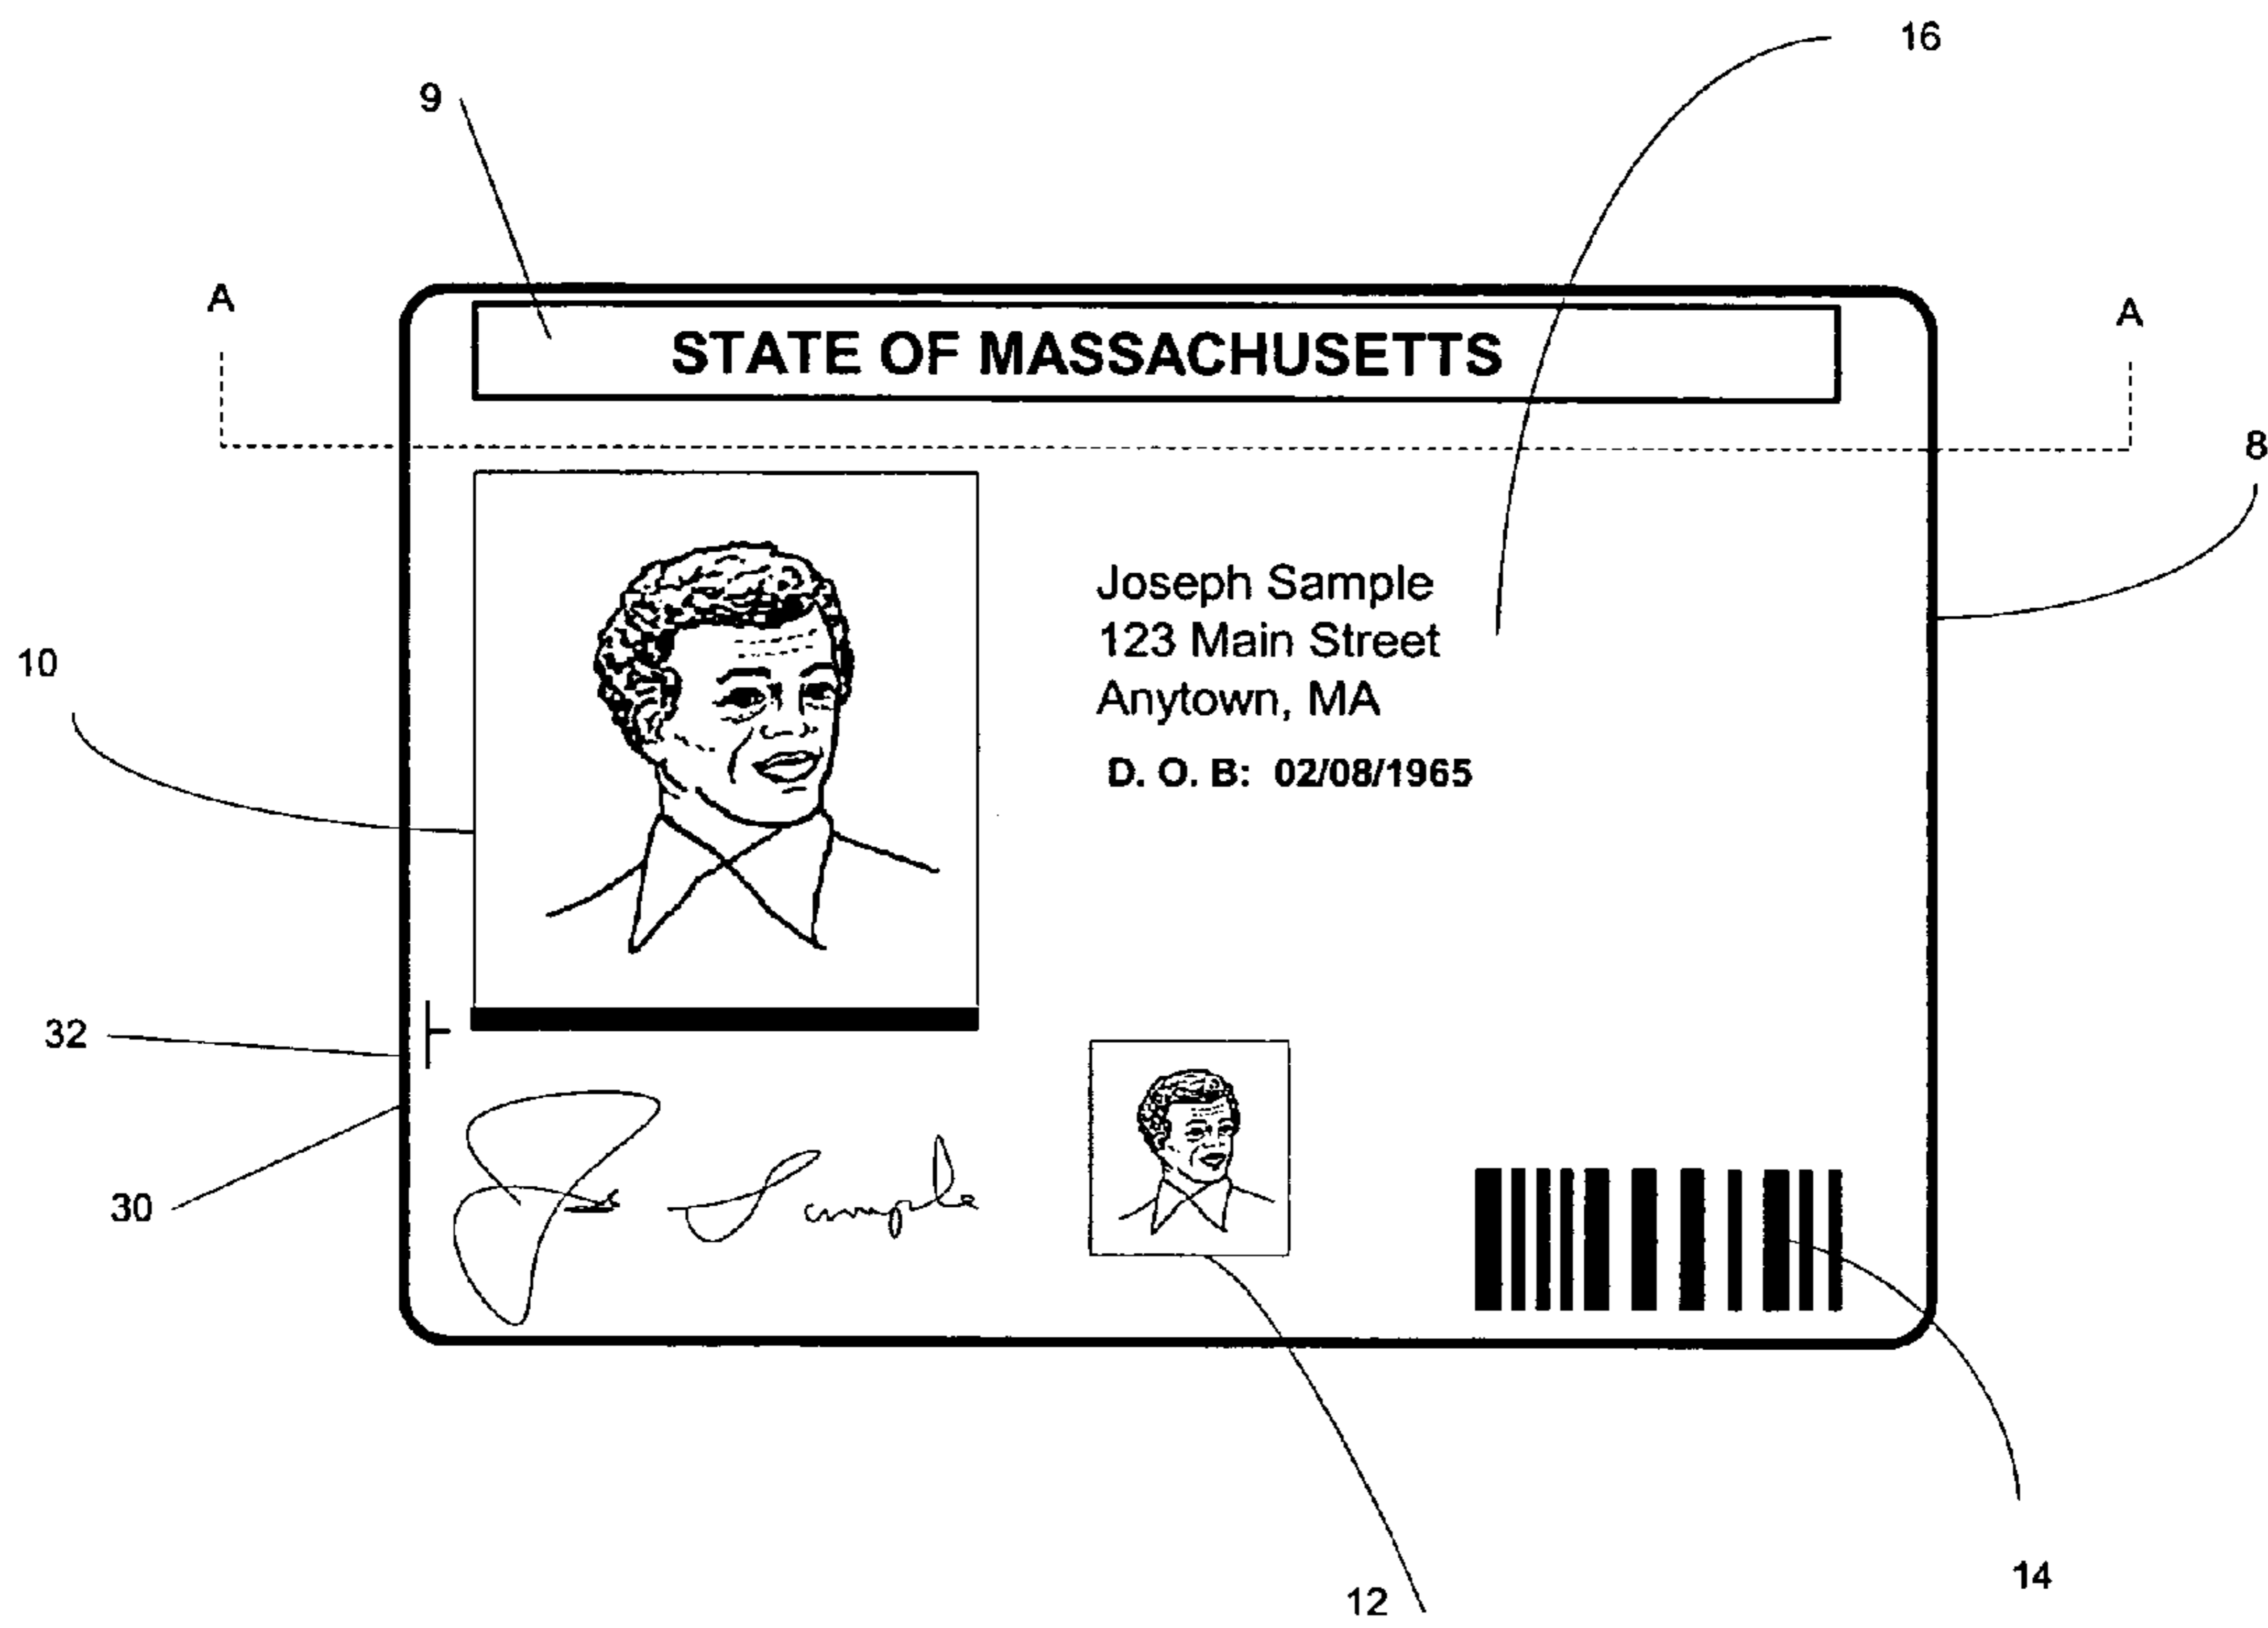 16
9
A
A
STATE OF MASSACHUSETTS
8
Joseph Sample
123 Main Street
Anytown, MA
D. O. B: 02/08/1965
10
32
30
Sample
12
14